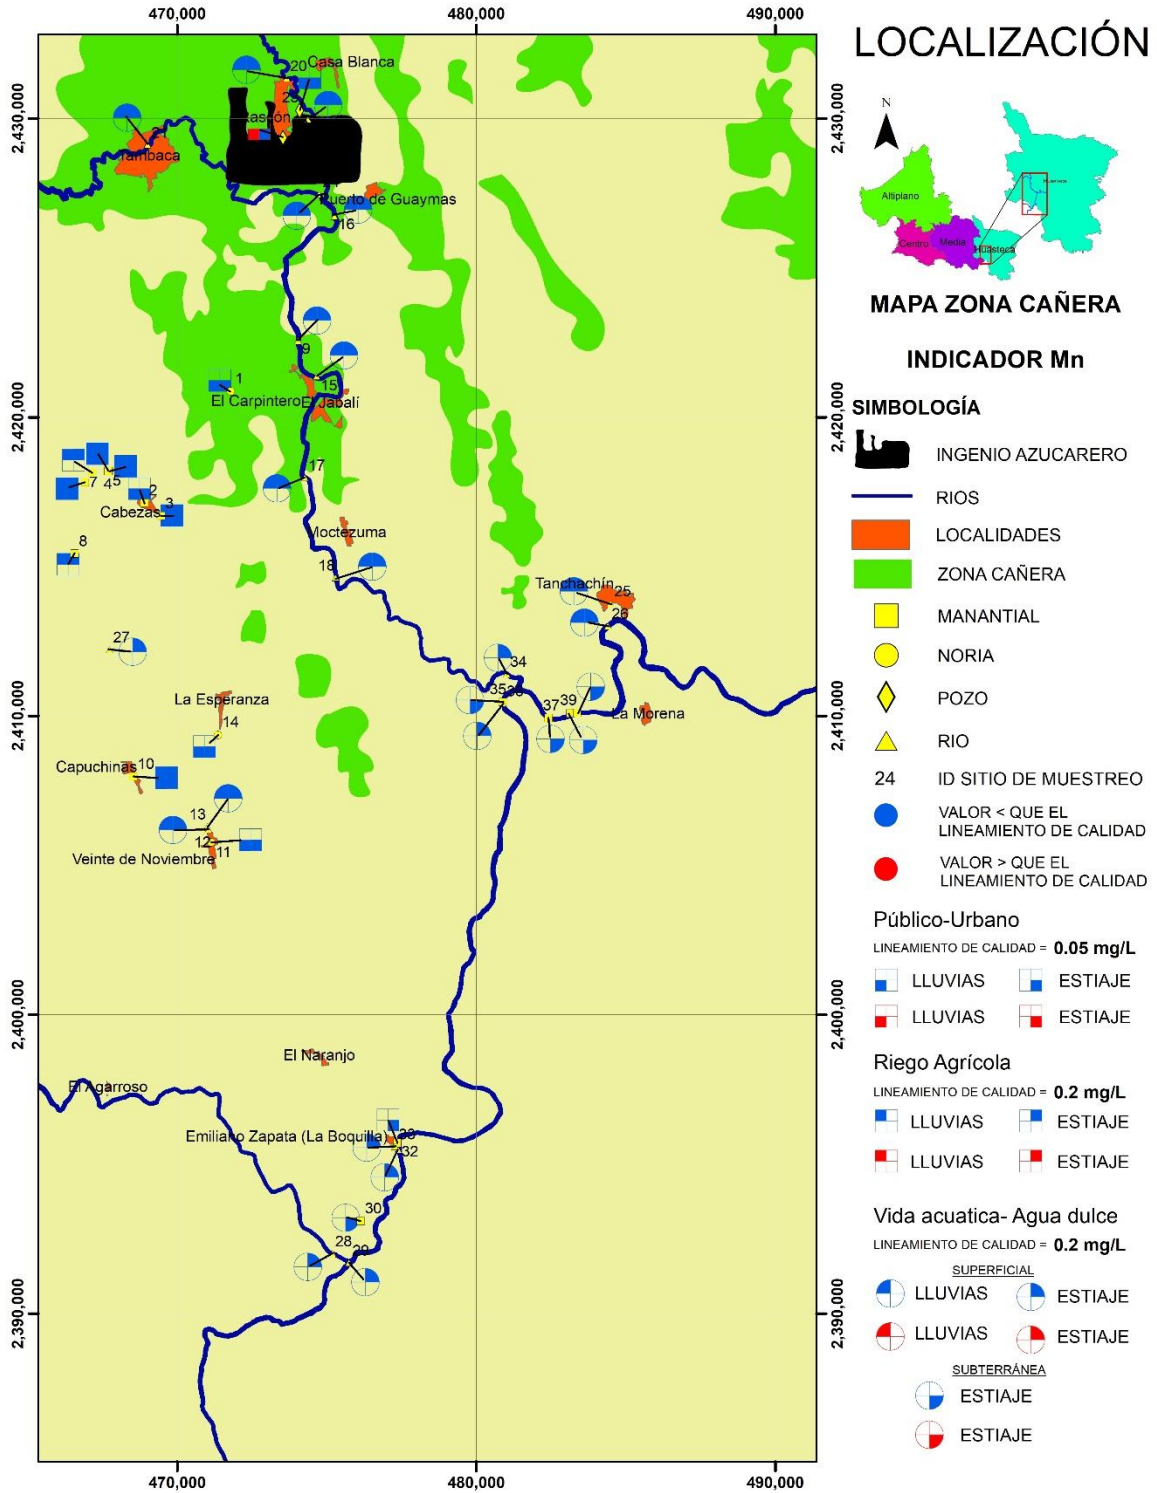 470,000
480,000
490,000
LOCALIZACIÓN
20
Casa Blanca
N
2,430,000
2,430,000
Tambaca
Puerto de Guaymas
16
Altiplano
Centro
Media
Huasteca
MAPA ZONA CAÑERA
INDICADOR Mn
9
15
1
El Carpintero
El Jabalí
2,420,000
2,420,000
SIMBOLOGÍA
INGENIO AZUCARERO
RIOS
LOCALIDADES
ZONA CAÑERA
MANANTIAL
NORIA
POZO
RIO
24
ID SITIO DE MUESTREO
VALOR < QUE EL
LINEAMIENTO DE CALIDAD
VALOR > QUE EL
LINEAMIENTO DE CALIDAD
17
7
4
5
2
3
Cabezas
8
Moctezuma
18
Tanchachín
25
26
27
34
35
37
39
La Morena
2,410,000
2,410,000
La Esperanza
14
Capuchinas
10
13
12
11
Veinte de Noviembre
Público-Urbano
LINEAMIENTO DE CALIDAD = 0.05 mg/L
LLUVIAS
ESTIAJE
LLUVIAS
ESTIAJE
2,400,000
2,400,000
El Naranjo
El Agarroso
Riego Agrícola
LINEAMIENTO DE CALIDAD = 0.2 mg/L
LLUVIAS
ESTIAJE
LLUVIAS
ESTIAJE
Emiliano Zapata (La Boquilla)
33
32
30
28
29
Vida acuatica- Agua dulce
LINEAMIENTO DE CALIDAD = 0.2 mg/L
SUPERFICIAL
LLUVIAS
ESTIAJE
LLUVIAS
ESTIAJE
SUBTERRÁNEA
ESTIAJE
ESTIAJE
2,390,000
2,390,000
470,000
480,000
490,000